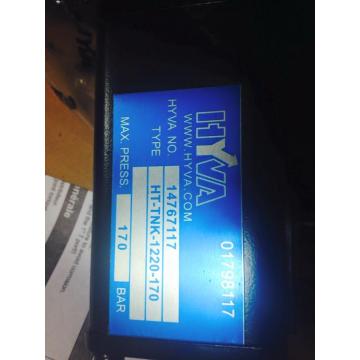 HYVA
01798117
WWW.HYVA.COM
HYVA NO. 14767117
TYPE HT-TNK-1220-170
MAX. PRESS. 170 BAR